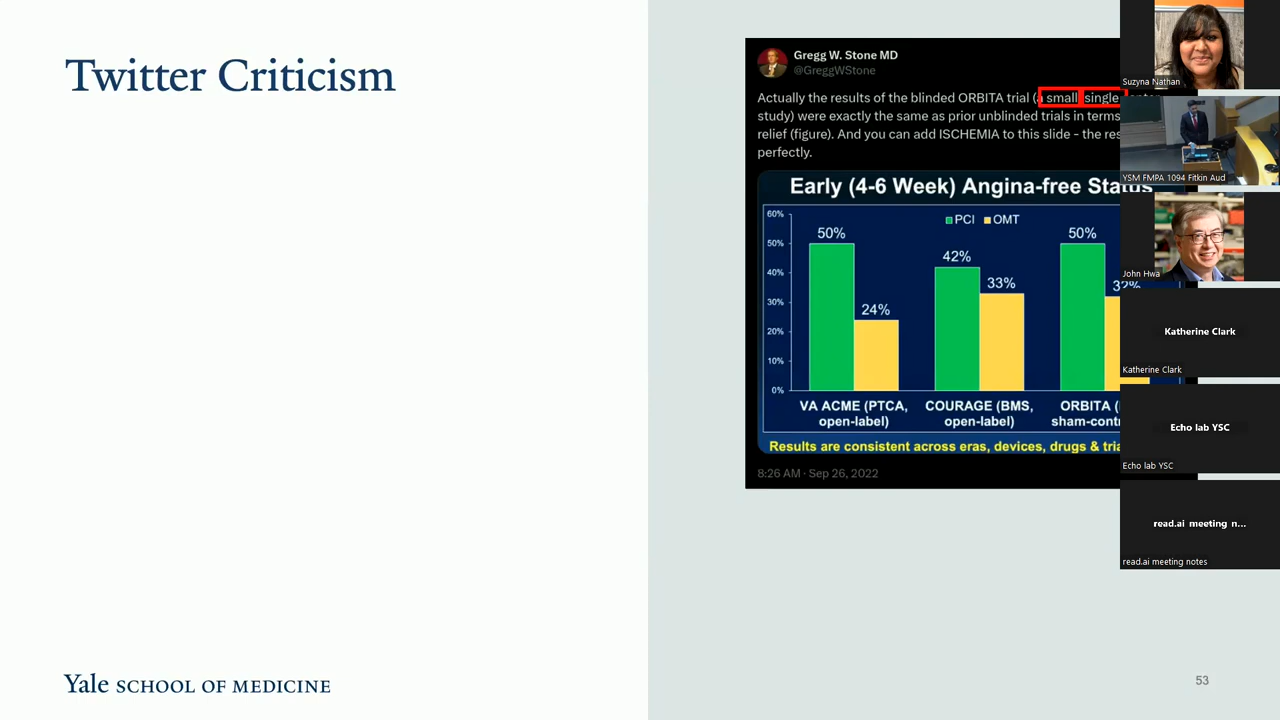 Twitter Criticism
Gregg W. Stone MD
@GreggWStone
Actually the results of the blinded ORBITA trial (a small, single
study) were exactly the same as prior unblinded trials in terms
relief (figure). And you can add ISCHEMIA to this slide - the
perfectly.
Early (4-6 Week) Angina-free Status
PCI OMT
60%
50%
40%
30%
20%
10%
0%
50%
24%
42%
33%
50%
32%
VA ACME (PTCA,
open-label)
COURAGE (BMS,
open-label)
ORBITA
Results are consistent across eras, devices, drugs &
8:26 AM · Sep 26, 2022
Suzyna Nathan
YSM FMPA 1094 Fitkin Aud
John Hwa
Katherine Clark
Katherine Clark
Echo lab YSC
Echo lab YSC
read.ai meeting n...
read.ai meeting notes
Yale SCHOOL OF MEDICINE
53